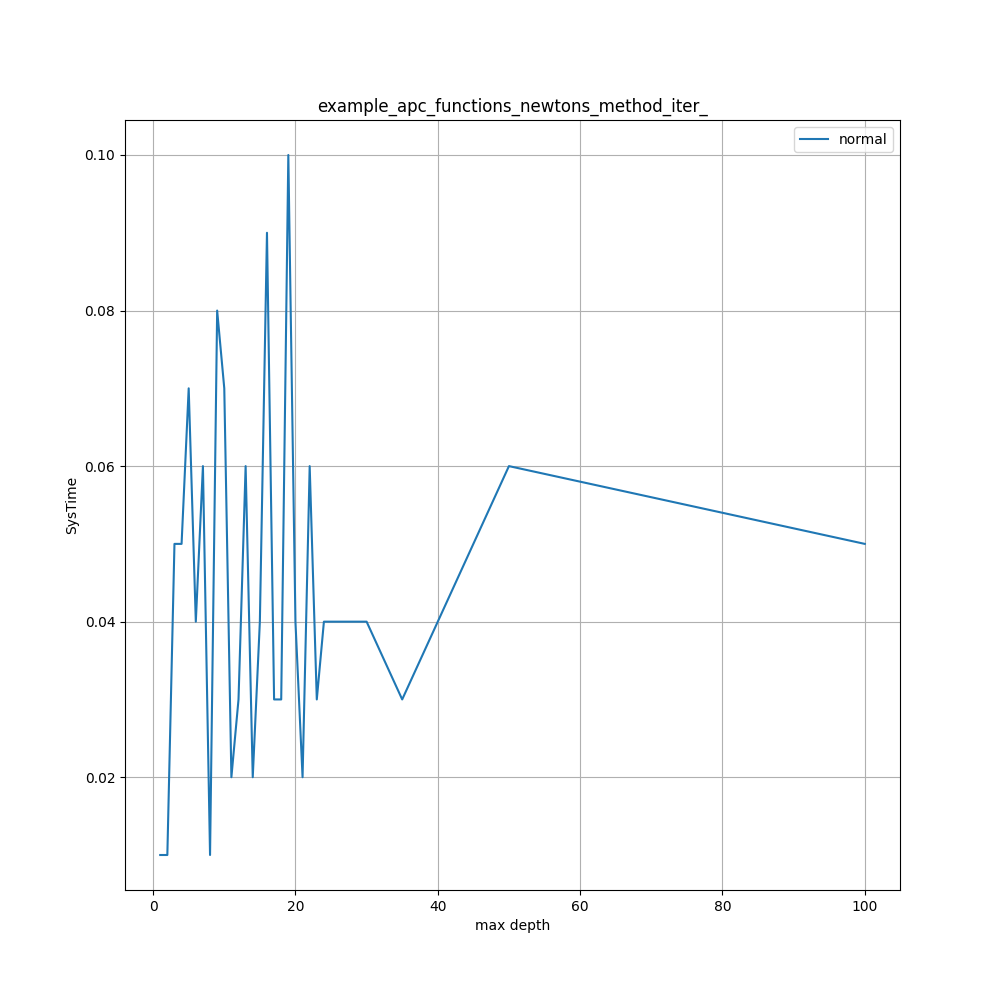 example_apc_functions_newtons_method_iter_
normal
0.10
0.08
0.06
0.04
0.02
SysTime
0 20 40 60 80 100
max depth